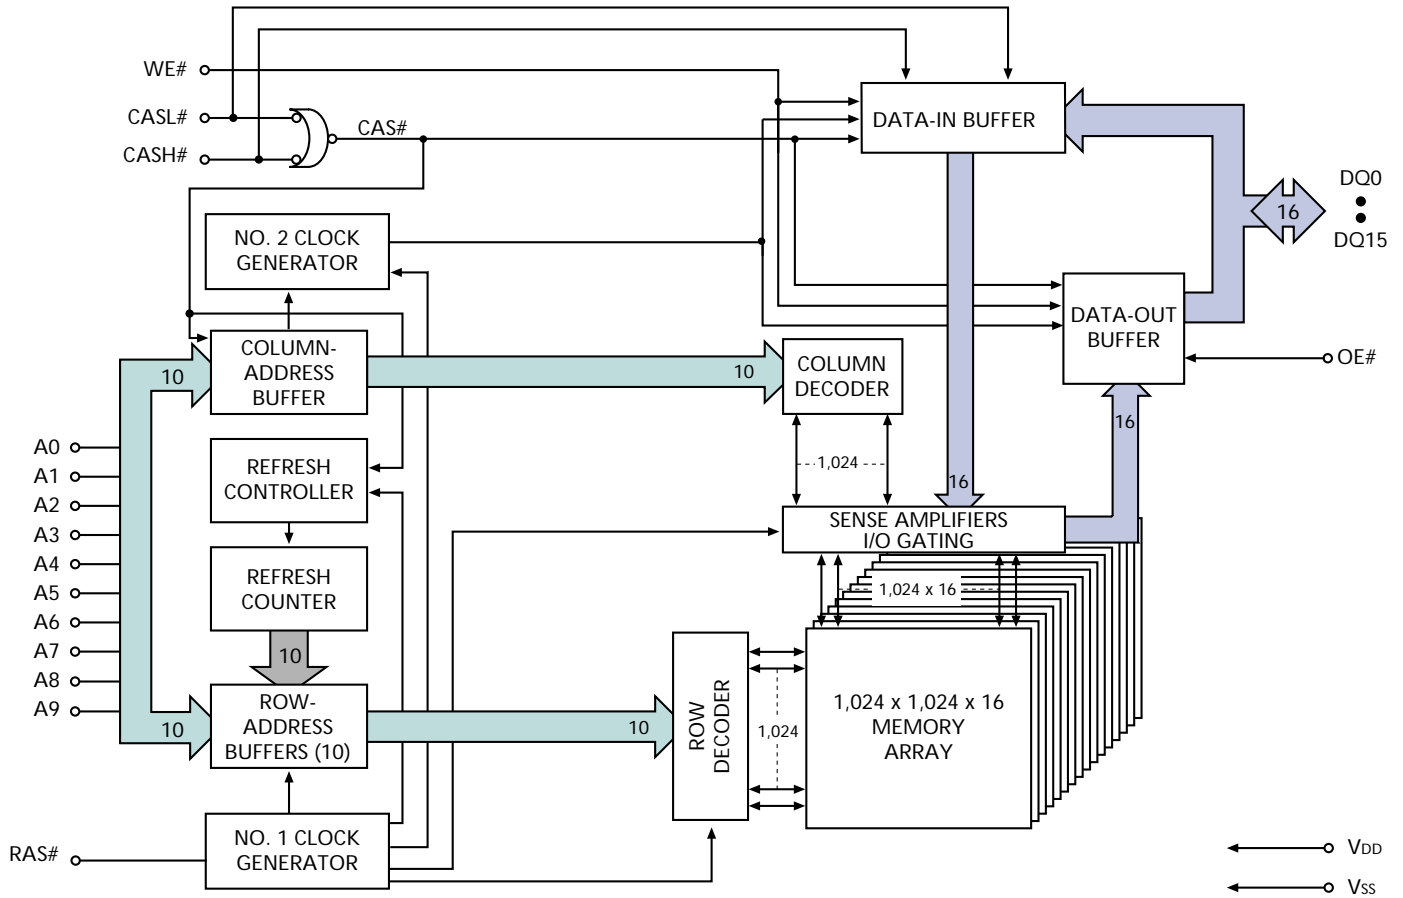 WE#
CASL#
CASH#
CAS#
DATA-IN BUFFER
DQ0
16
DQ15
NO. 2 CLOCK
GENERATOR
DATA-OUT
BUFFER
OE#
COLUMN-
ADDRESS
BUFFER
10
10
COLUMN
DECODER
16
A0
A1
A2
A3
A4
A5
A6
A7
A8
A9
REFRESH
CONTROLLER
1,024
16
SENSE AMPLIFIERS
I/O GATING
REFRESH
COUNTER
1,024 x 16
10
ROW-
ADDRESS
BUFFERS (10)
10
10
ROW
DECODER
1,024
1,024 x 1,024 x 16
MEMORY
ARRAY
RAS#
NO. 1 CLOCK
GENERATOR
VDD
VSS